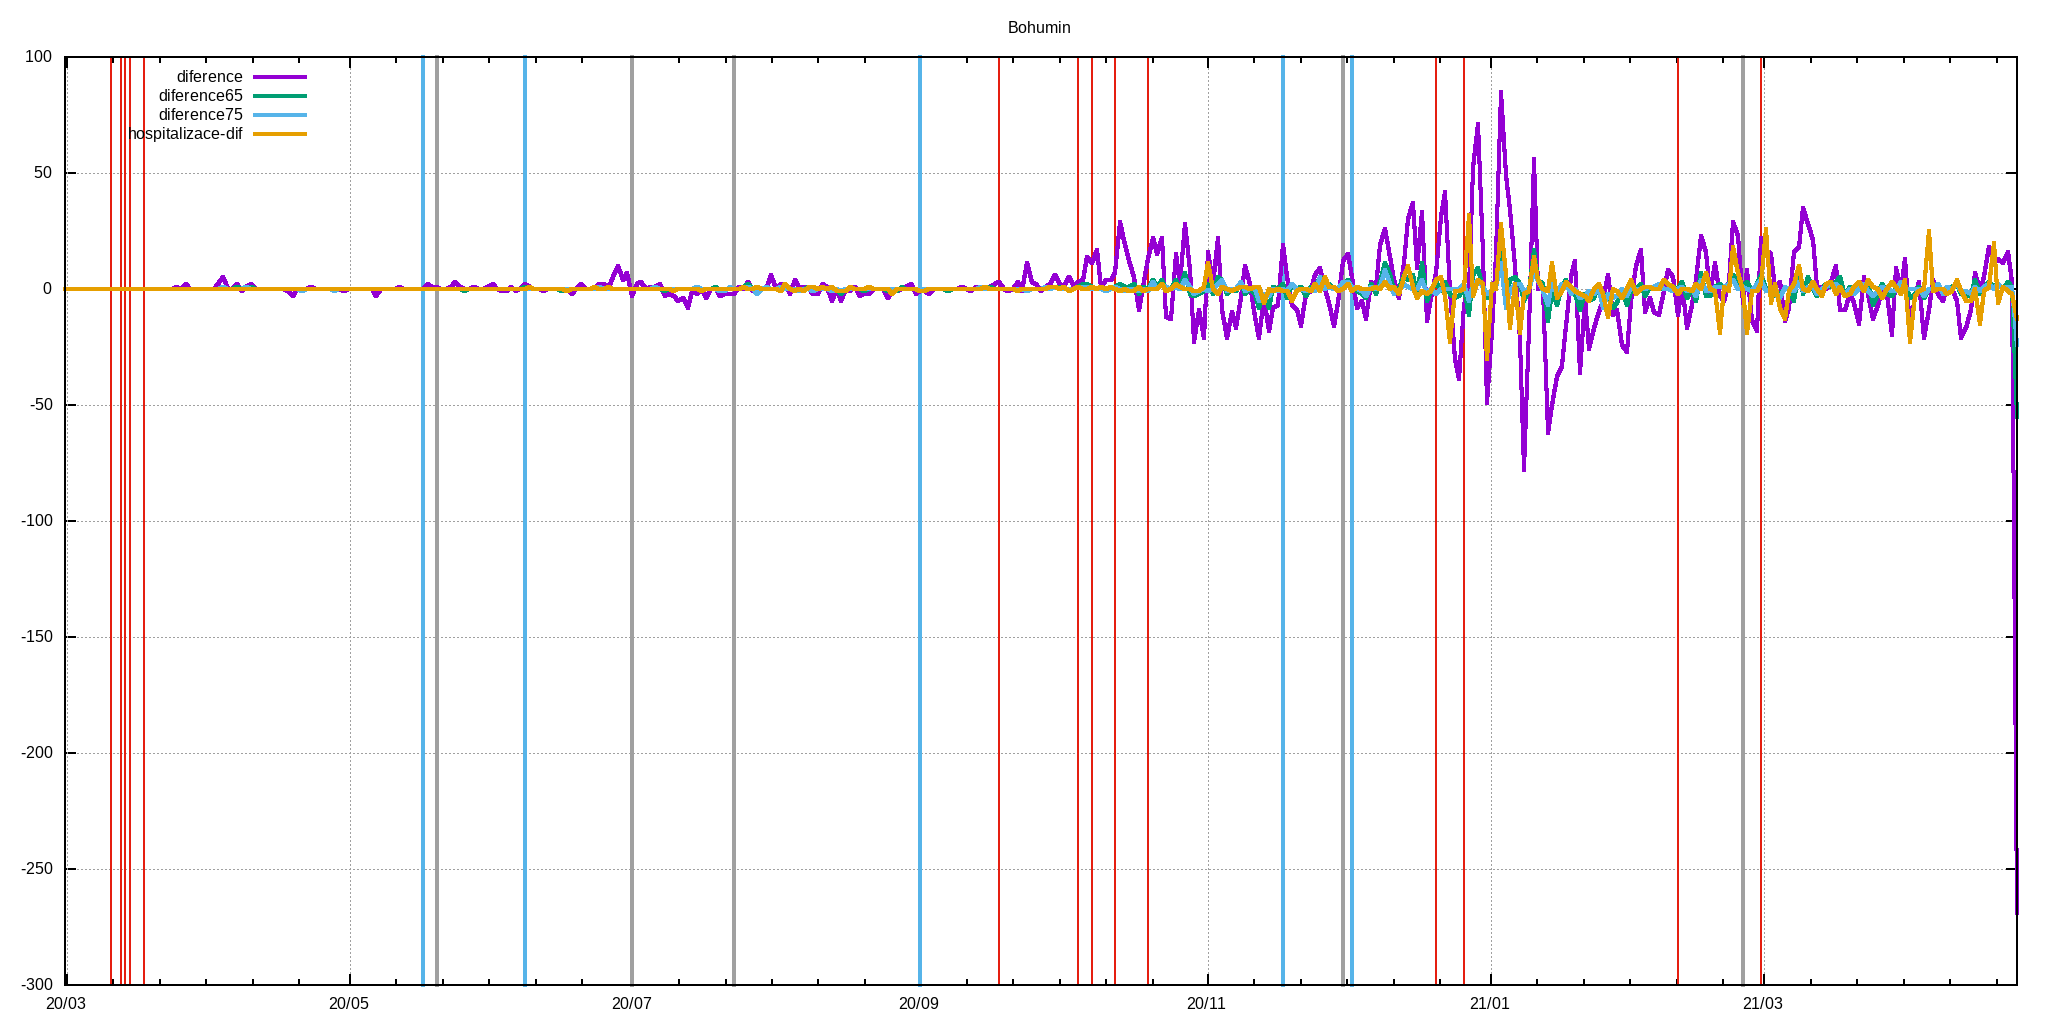 Bohumin
100
diference
diference65
diference75
hospitalizace-dif
50
0
-50
-100
-150
-200
-250
-300
20/03 20/05 20/07 20/09 20/11 21/01 21/03